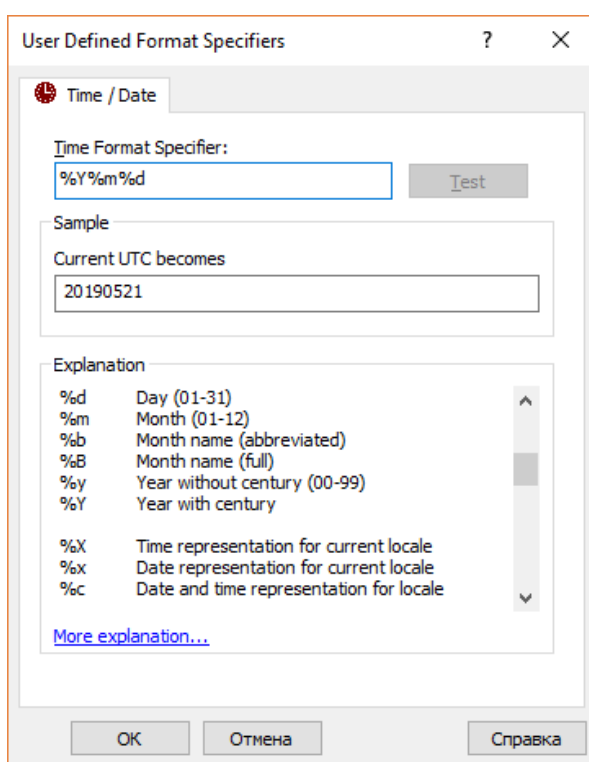 User Defined Format Specifiers ? ×
Time / Date
Time Format Specifier:
%Y%m%d
Test
Sample
Current UTC becomes
20190521
Explanation
%d Day (01-31)
%m Month (01-12)
%b Month name (abbreviated)
%B Month name (full)
%y Year without century (00-99)
%Y Year with century
%X Time representation for current locale
%x Date representation for current locale
%c Date and time representation for locale
More explanation...
OK Отмена Справка